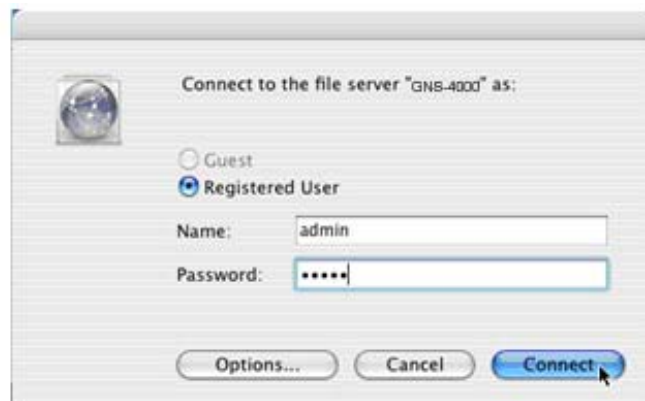 Connect to the file server "GNS-4000" as:
Guest
Registered User
Name: admin
Password: •••••
Options... Cancel Connect